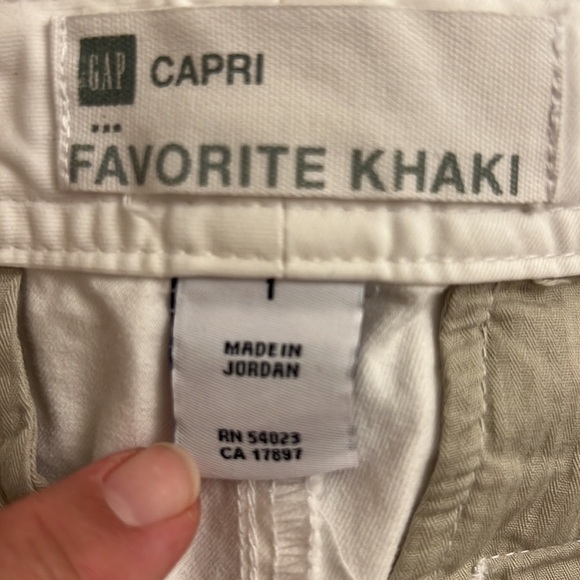 GAP CAPRI
FAVORITE KHAKI
1
MADE IN
JORDAN
RN 54023
CA 17897